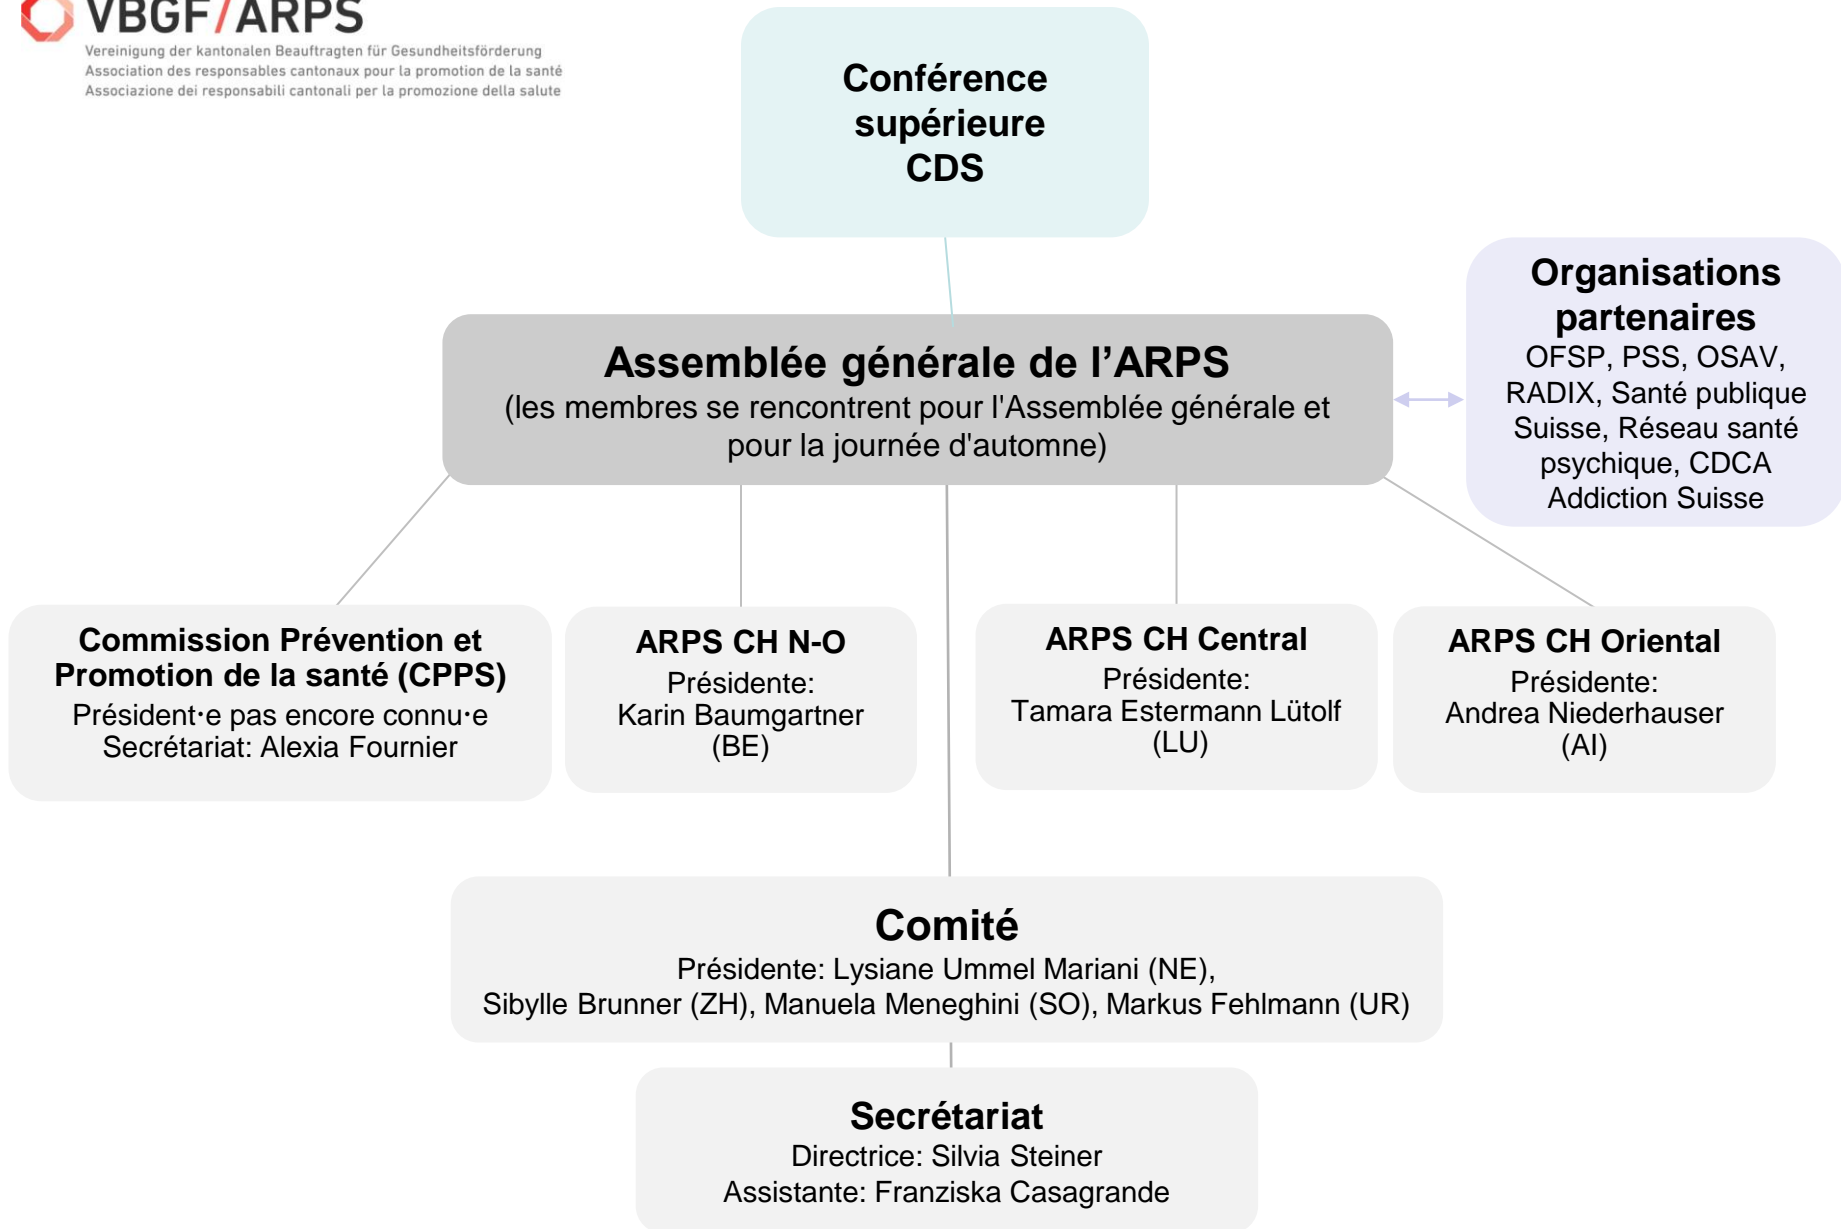 VBGF/ARPS
Vereinigung der kantonalen Beauftragten für Gesundheitsförderung
Association des responsables cantonaux pour la promotion de la santé
Associazione dei responsabili cantonali per la promozione della salute
Conférence
supérieure
CDS
Organisations
partenaires
OFSP, PSS, OSAV,
RADIX, Santé publique
Suisse, Réseau santé
psychique, CDCA
Addiction Suisse
Assemblée générale de l’ARPS
(les membres se rencontrent pour l'Assemblée générale et
pour la journée d'automne)
Commission Prévention et
Promotion de la santé (CPPS)
Président·e pas encore connu·e
Secrétariat: Alexia Fournier
ARPS CH N-O
Présidente:
Karin Baumgartner
(BE)
ARPS CH Central
Présidente:
Tamara Estermann Lütolf
(LU)
ARPS CH Oriental
Présidente:
Andrea Niederhauser
(AI)
Comité
Présidente: Lysiane Ummel Mariani (NE),
Sibylle Brunner (ZH), Manuela Meneghini (SO), Markus Fehlmann (UR)
Secrétariat
Directrice: Silvia Steiner
Assistante: Franziska Casagrande